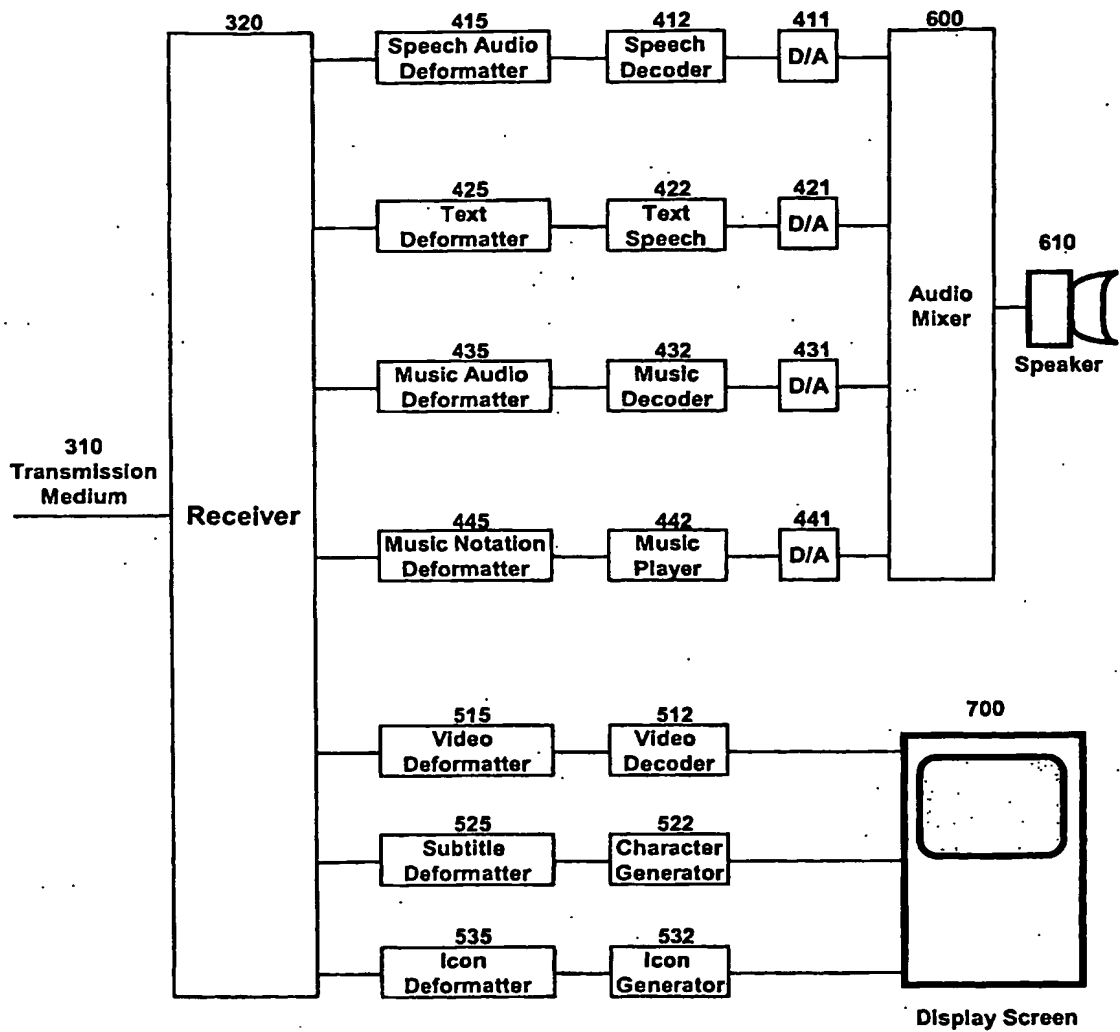 320
415
Speech Audio
Deformatter
412
Speech
Decoder
411
D/A
600
425
Text
Deformatter
422
Text
Speech
421
D/A
610
Audio
Mixer
Speaker
435
Music Audio
Deformatter
432
Music
Decoder
431
D/A
310
Transmission
Medium
Receiver
445
Music Notation
Deformatter
442
Music
Player
441
D/A
515
Video
Deformatter
512
Video
Decoder
700
525
Subtitle
Deformatter
522
Character
Generator
535
Icon
Deformatter
532
Icon
Generator
Display Screen